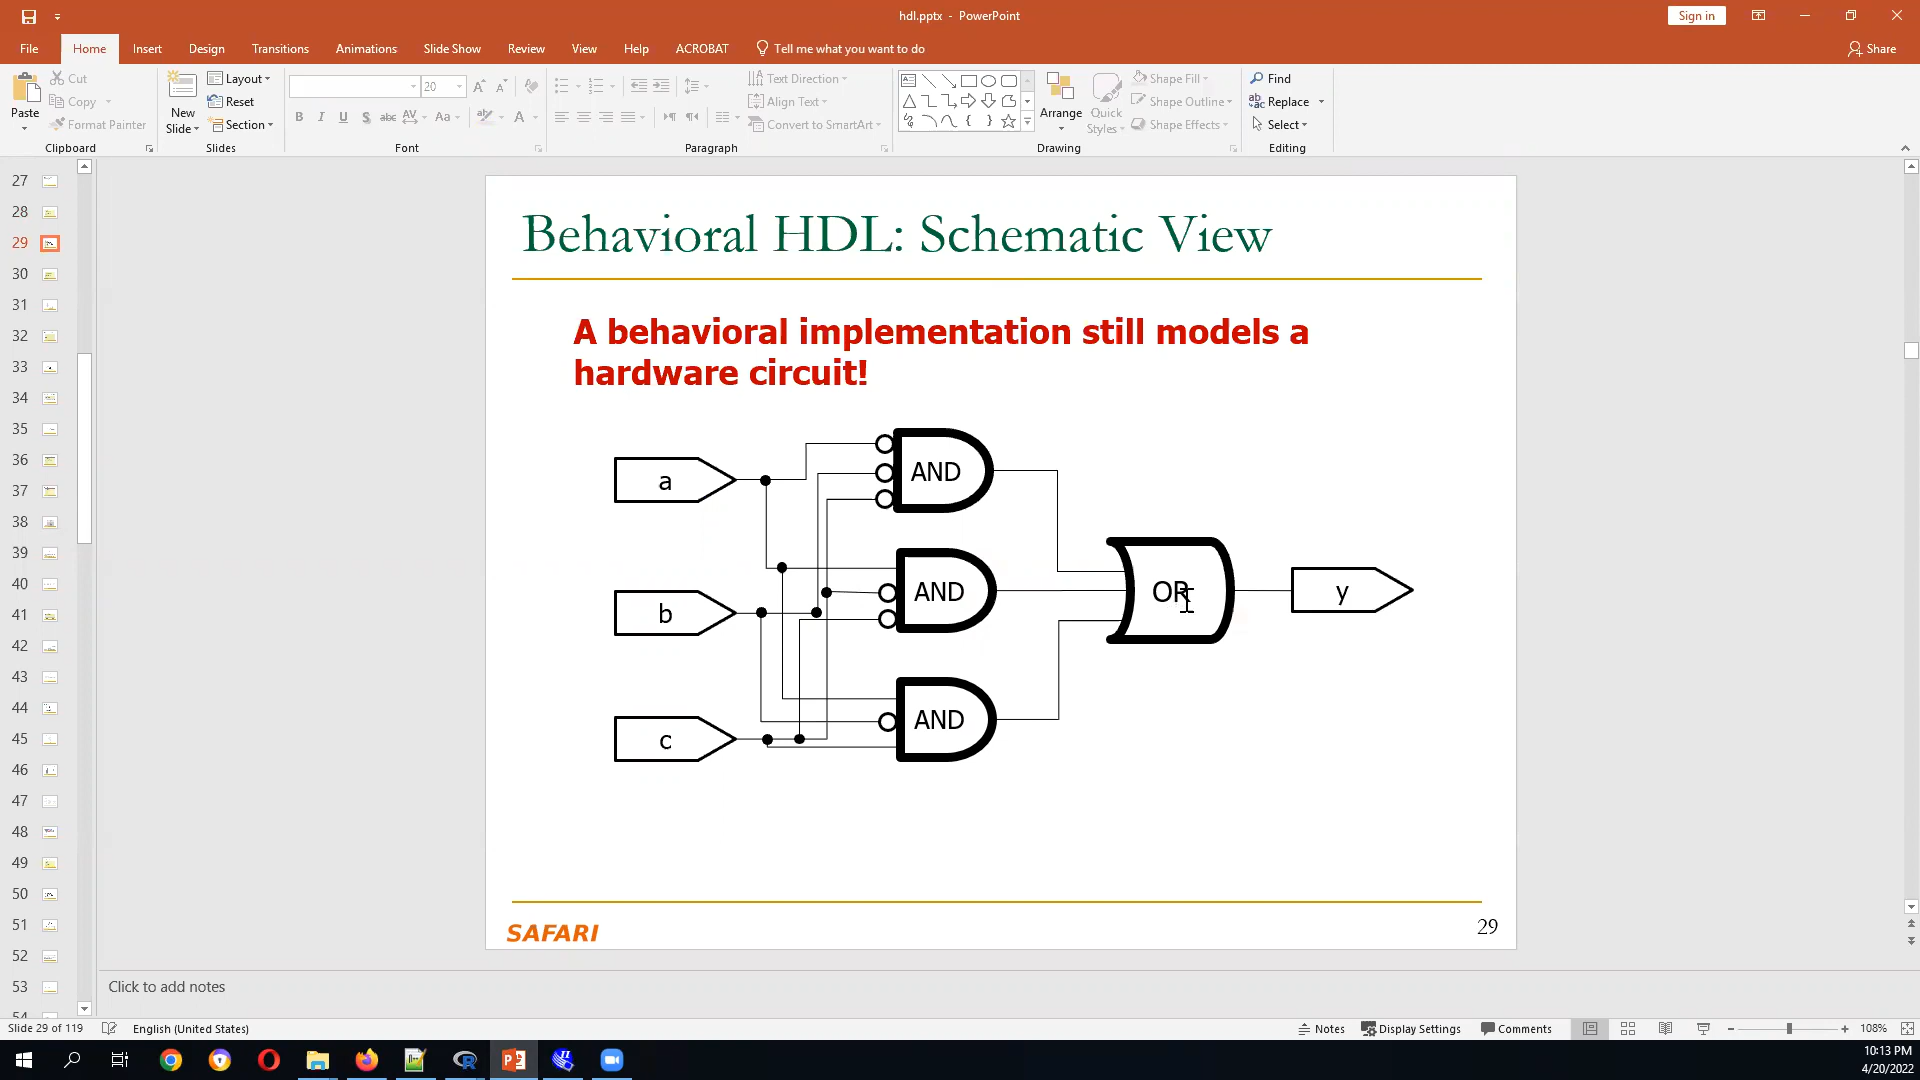 hdl.pptx - PowerPoint
Sign in
File Home Insert Design Transitions Animations Slide Show Review View Help ACROBAT Tell me what you want to do Share
Paste
Cut
Copy
Format Painter
Clipboard
New
Slide
Layout
Reset
Section
Slides
20
B I U S abc AV Aa A
Font
Text Direction
Align Text
Convert to SmartArt
Paragraph
Arrange
Quick
Styles
Shape Fill
Shape Outline
Shape Effects
Drawing
Find
Replace
Select
Editing
27
28
29
30
31
32
33
34
35
36
37
38
39
40
41
42
43
44
45
46
47
48
49
50
51
52
53
54
Behavioral HDL: Schematic View
A behavioral implementation still models a
hardware circuit!
a
b
c
AND
AND
AND
OR
y
SAFARI
29
Click to add notes
Slide 29 of 119 English (United States) Notes Display Settings Comments 108%
10:13 PM
4/20/2022